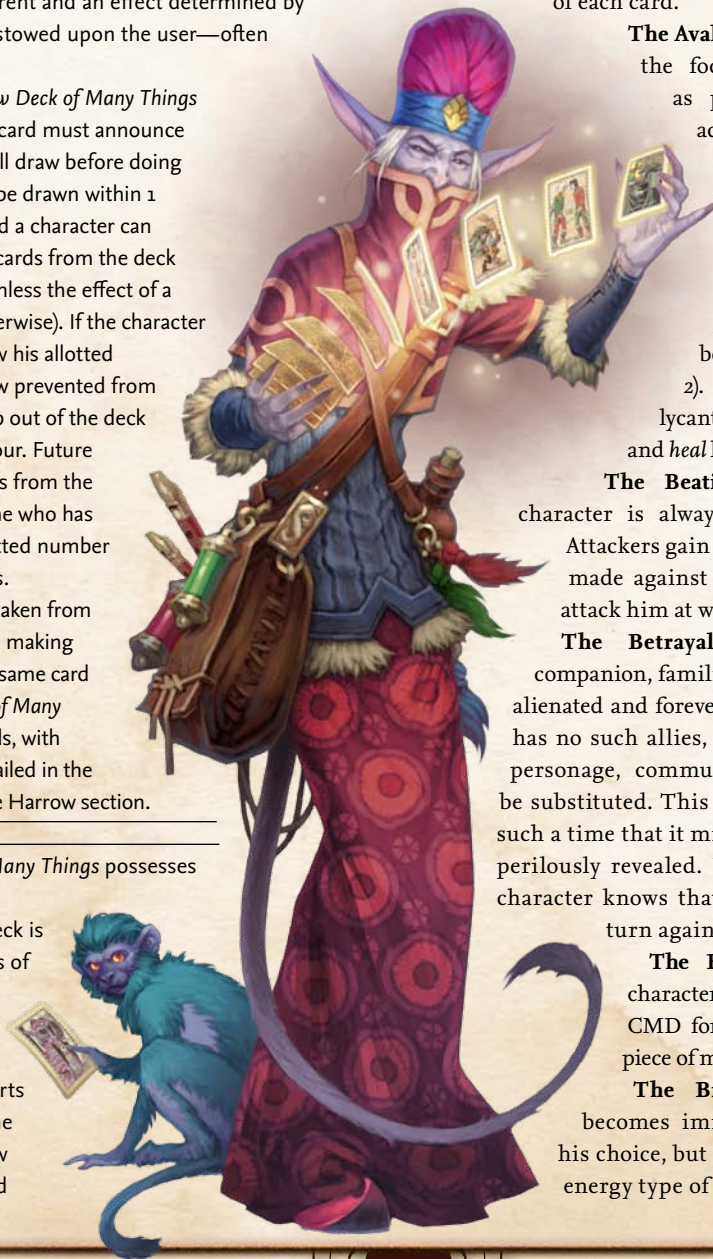 rent and an effect determined by
stowed upon the user—often
w Deck of Many Things
card must announce
ll draw before doing
be drawn within 1
d a character can
cards from the deck
nless the effect of a
erwise). If the character
w his allotted
w prevented from
p out of the deck
our. Future
s from the
ne who has
tted number
s.
aken from
making
same card
of Many
ls, with
ailed in the
e Harrow section.
Many Things possesses
eck is
s of
rts
ne
w
d
of each card.
The Aval
the foc
as p
ac
be
2).
lycant
and heal
The Beati
character is alway
Attackers gain
made against
attack him at w
The Betrayal
companion, famil
alienated and foreve
has no such allies,
personage, commu
be substituted. This
such a time that it mi
perilously revealed.
character knows tha
turn again
The B
character
CMD for
piece of m
The Br
becomes imm
his choice, but
energy type of